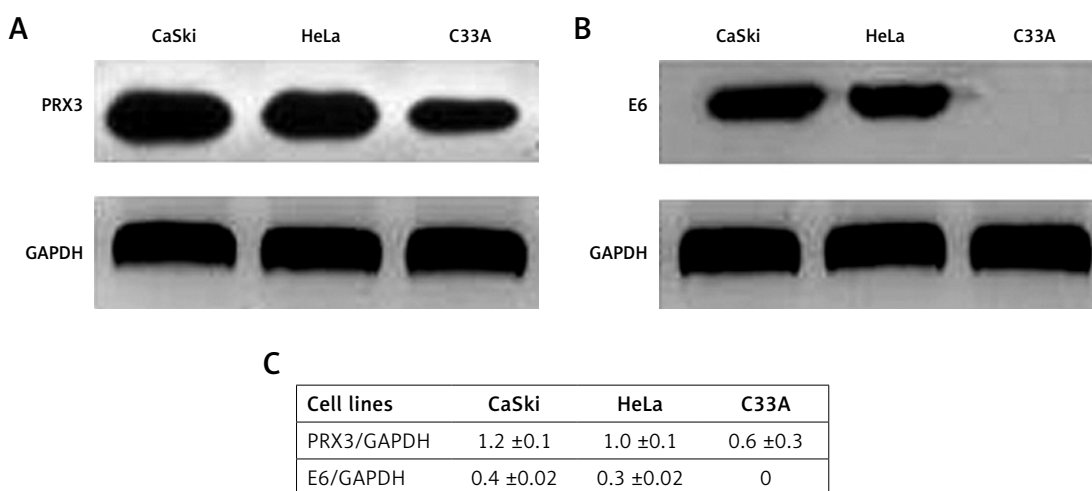 A
CaSki HeLa C33A
PRX3
GAPDH
B
CaSki HeLa C33A
E6
GAPDH
C
Cell lines CaSki HeLa C33A
PRX3/GAPDH 1.2 ±0.1 1.0 ±0.1 0.6 ±0.3
E6/GAPDH 0.4 ±0.02 0.3 ±0.02 0